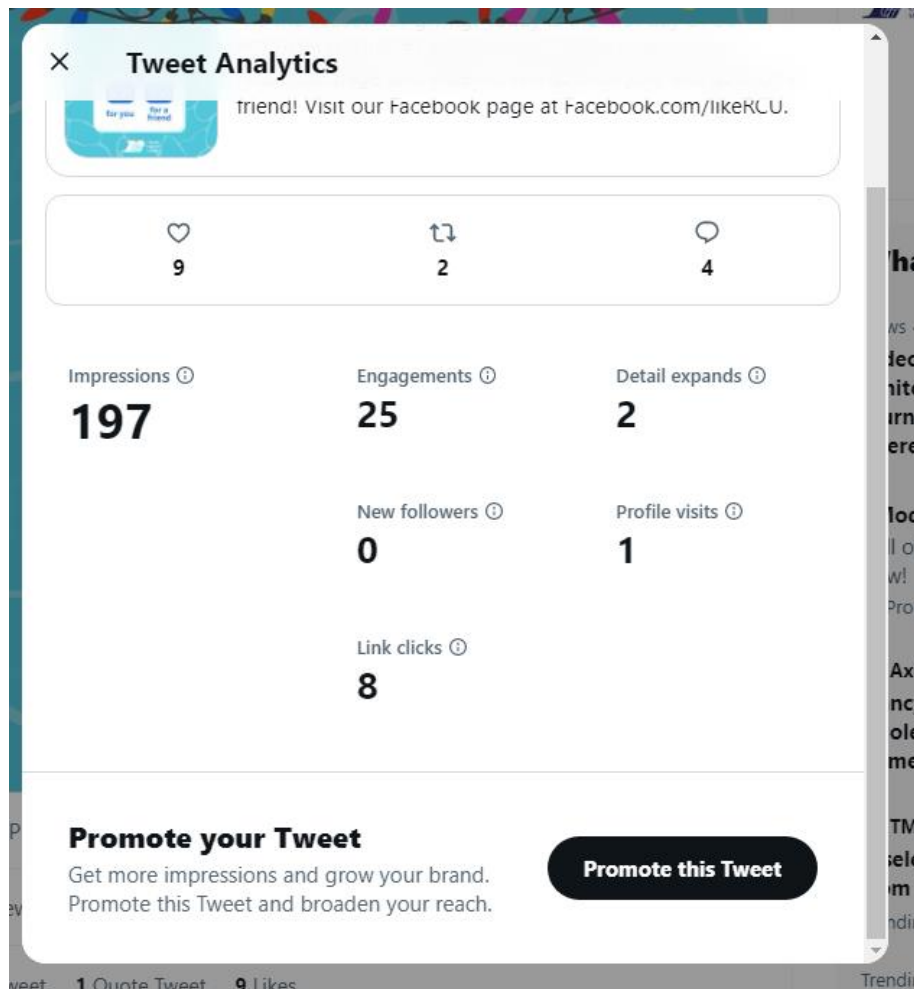 Tweet Analytics
for you
for a
friend
friend! Visit our Facebook page at Facebook.com/likeRCU.
9
2
4
Impressions
Engagements
Detail expands
197
25
2
New followers
Profile visits
0
1
Link clicks
8
Promote your Tweet
Get more impressions and grow your brand.
Promote this Tweet and broaden your reach.
Promote this Tweet
1 Quote Tweet
9 Likes